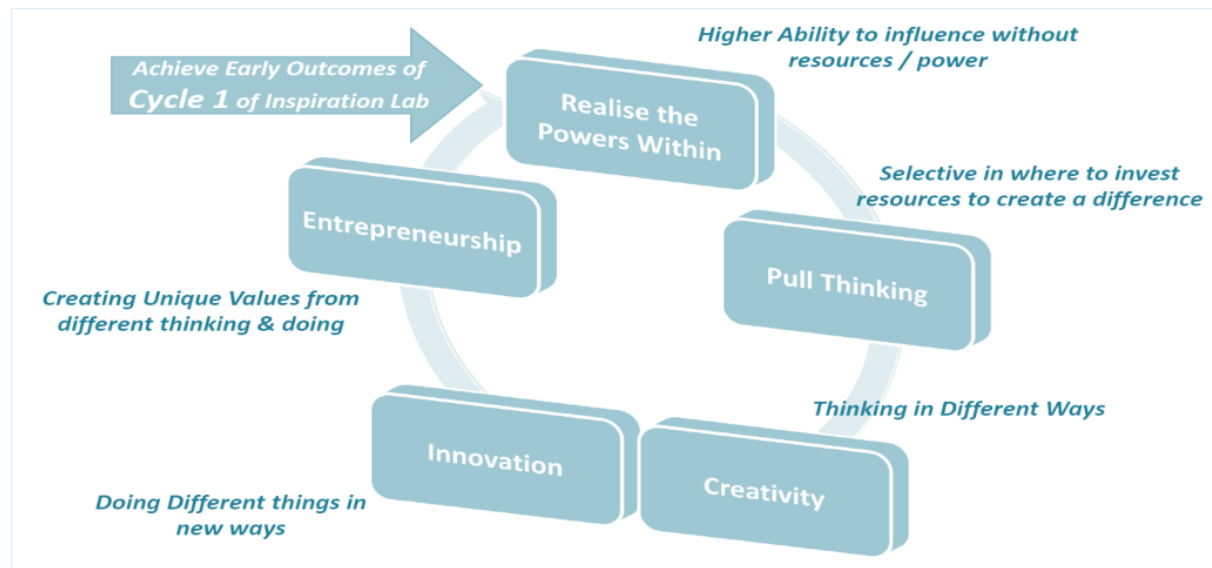 Achieve Early Outcomes of
Cycle 1 of Inspiration Lab
Higher Ability to influence without
resources / power
Realise the
Powers Within
Selective in where to invest
resources to create a difference
Pull Thinking
Thinking in Different Ways
Creativity
Innovation
Doing Different things in
new ways
Creating Unique Values from
different thinking & doing
Entrepreneurship